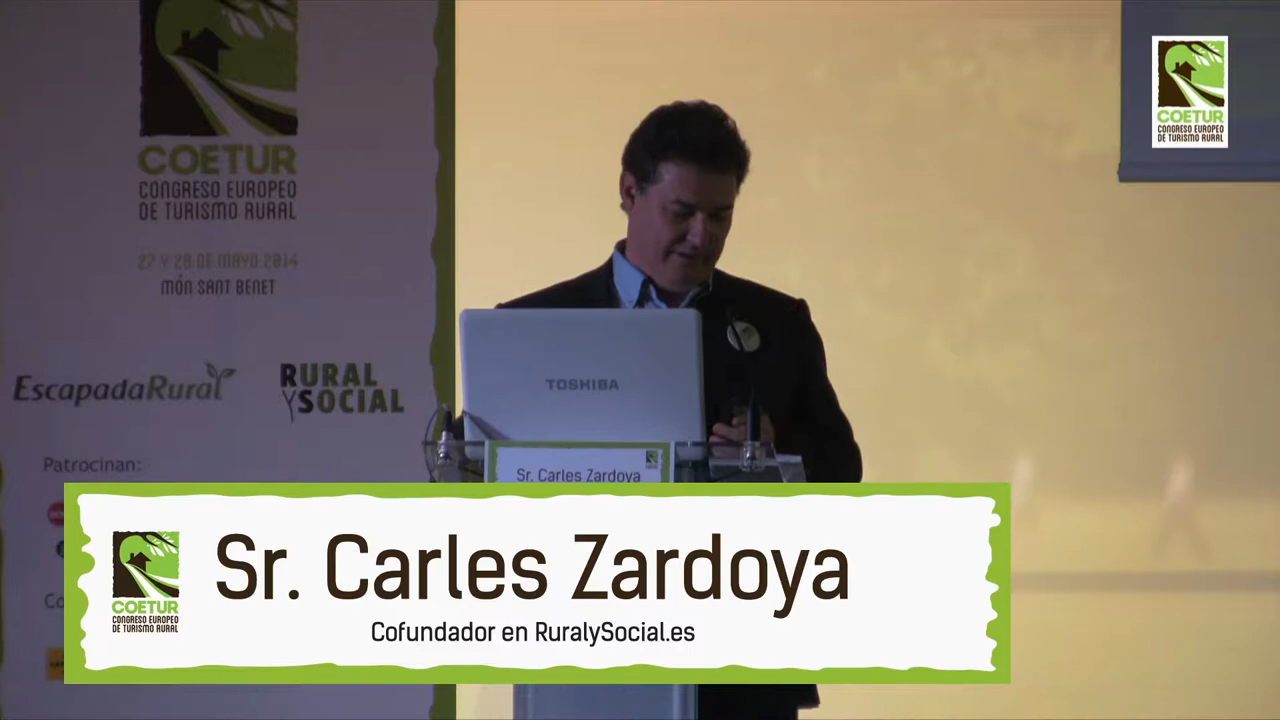 COETUR
CONGRESO EUROPEO
DE TURISMO RURAL
27 Y 28 DE MAYO 2014
MÓN SANT BENET
EscapadaRural
RURAL
Y SOCIAL
Patrocinan:
COETUR
CONGRESO EUROPEO
DE TURISMO RURAL
TOSHIBA
Sr. Carles Zardoya
Sr. Carles Zardoya
Cofundador en RuralySocial.es
COETUR
CONGRESO EUROPEO
DE TURISMO RURAL